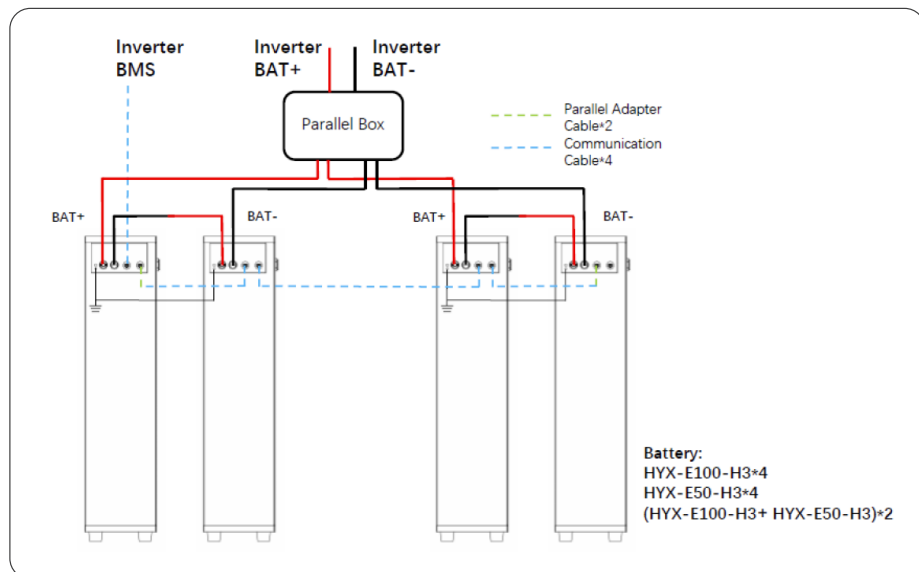 Inverter
BMS
Inverter
BAT+
Inverter
BAT-
Parallel Box
Parallel Adapter
Cable*2
Communication
Cable*4
BAT+
BAT-
BAT+
BAT-
Battery:
HYX-E100-H3*4
HYX-E50-H3*4
(HYX-E100-H3+ HYX-E50-H3)*2